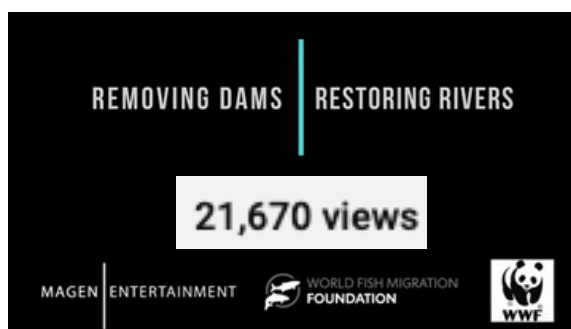 REMOVING DAMS RESTORING RIVERS
21,670 views
MAGEN ENTERTAINMENT
WORLD FISH MIGRATION
FOUNDATION
WWF